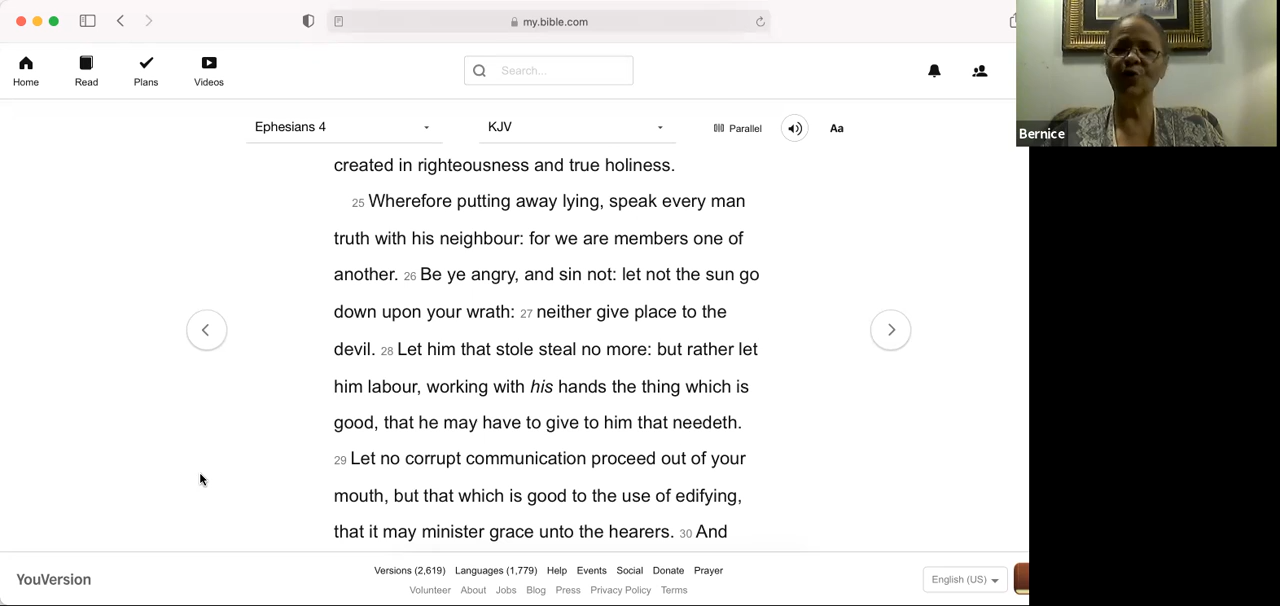 my.bible.com
Home Read Plans Videos
Search...
Ephesians 4 KJV Parallel Aa
created in righteousness and true holiness.
25 Wherefore putting away lying, speak every man
truth with his neighbour: for we are members one of
another. 26 Be ye angry, and sin not: let not the sun go
down upon your wrath: 27 neither give place to the
devil. 28 Let him that stole steal no more: but rather let
him labour, working with his hands the thing which is
good, that he may have to give to him that needeth.
29 Let no corrupt communication proceed out of your
mouth, but that which is good to the use of edifying,
that it may minister grace unto the hearers. 30 And
Bernice
YouVersion
Versions (2,619) Languages (1,779) Help Events Social Donate Prayer
Volunteer About Jobs Blog Press Privacy Policy Terms
English (US)